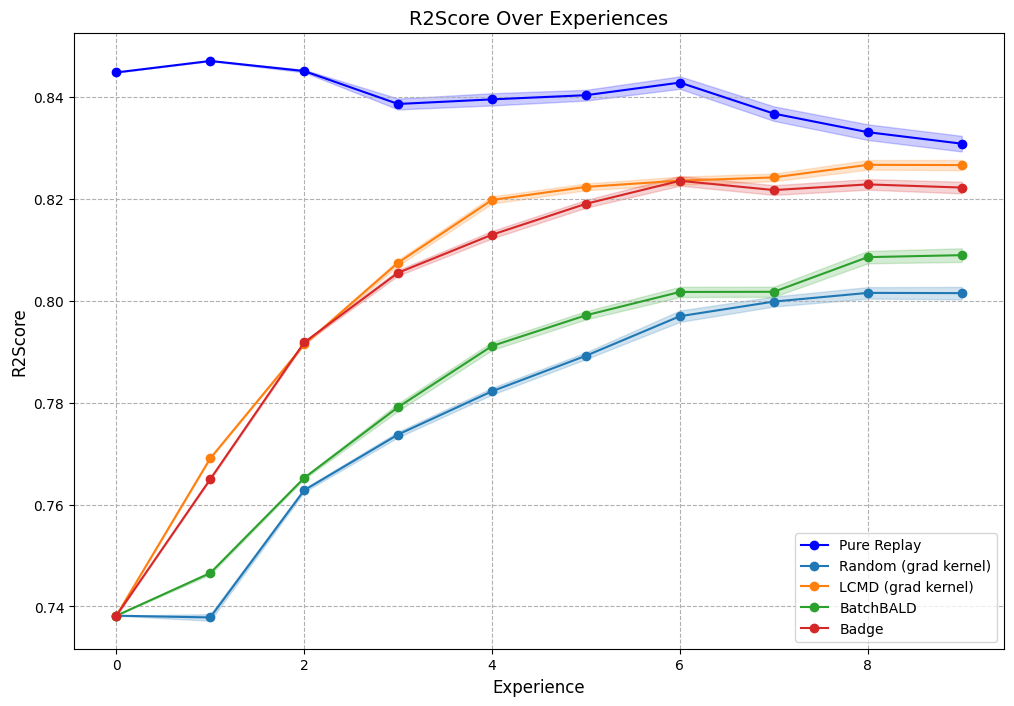 R2Score Over Experiences
R2Score
0.84
0.82
0.80
0.78
0.76
0.74
0
2
4
6
8
Experience
Pure Replay
Random (grad kernel)
LCMD (grad kernel)
BatchBALD
Badge